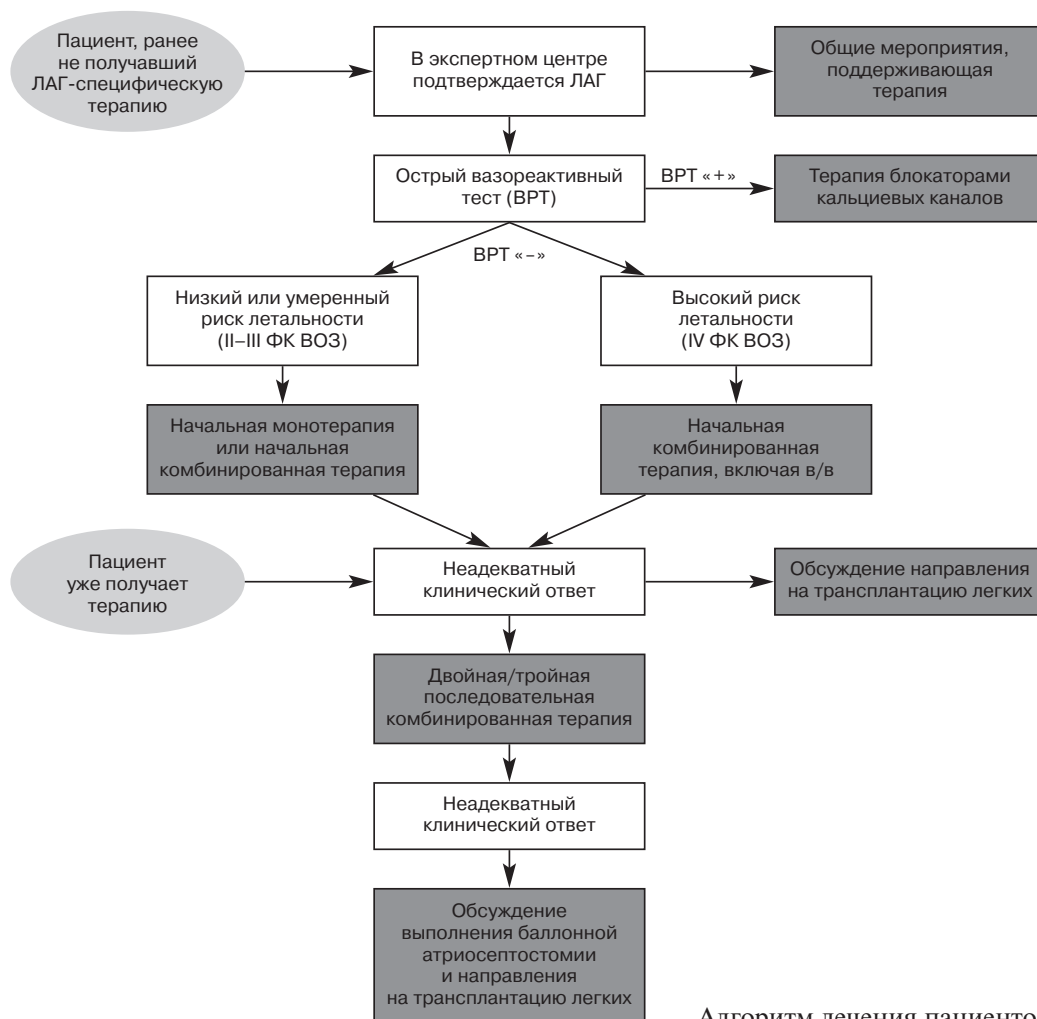 Пациент, ранее
не получавший
ЛАГ-специфическую
терапию
В экспертном центре
подтверждается ЛАГ
Общие мероприятия,
поддерживающая
терапия
Острый вазореактивный
тест (ВРТ)
ВРТ «+»
Терапия блокаторами
кальциевых каналов
ВРТ «–»
Низкий или умеренный
риск летальности
(II–III ФК ВОЗ)
Высокий риск
летальности
(IV ФК ВОЗ)
Начальная монотерапия
или начальная
комбинированная терапия
Начальная
комбинированная
терапия, включая в/в
Пациент
уже получает
терапию
Неадекватный
клинический ответ
Обсуждение направления
на трансплантацию легких
Двойная/тройная
последовательная
комбинированная терапия
Неадекватный
клинический ответ
Обсуждение
выполнения баллонной
атриосептостомии
и направления
на трансплантацию легких
Алгоритм лечения пациенто